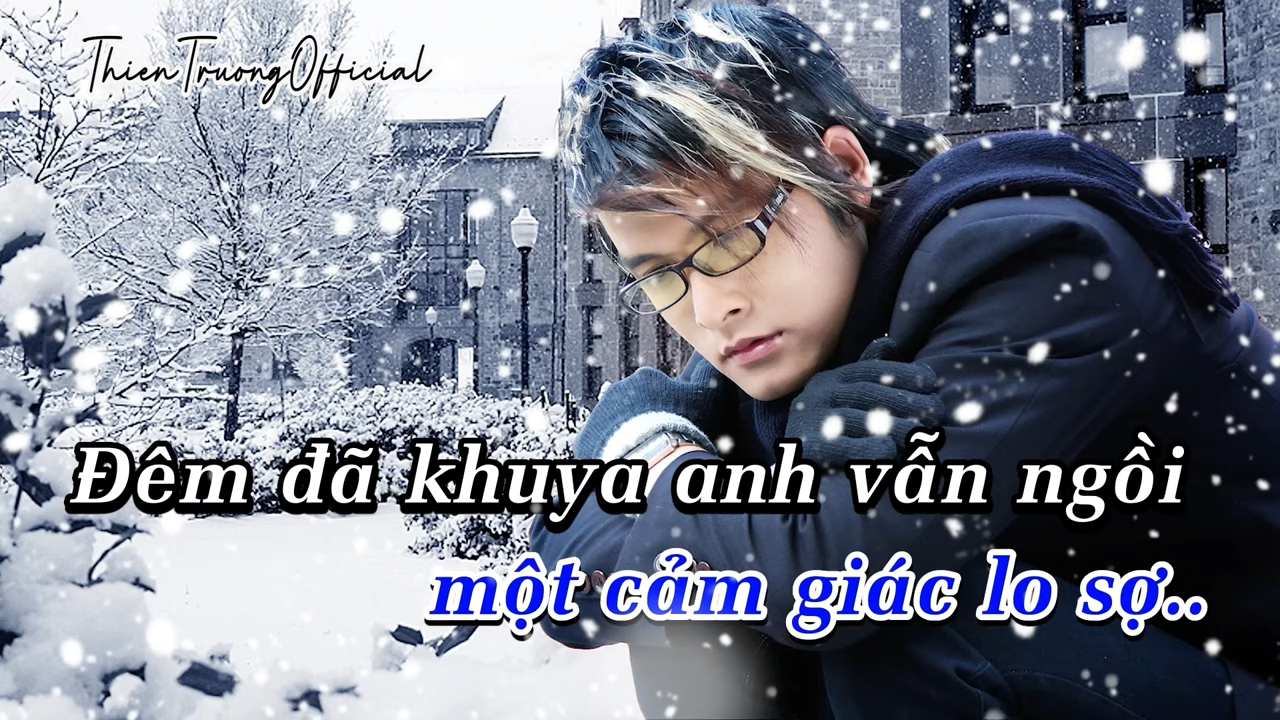 ThienTruongOfficial
Đêm đã khuya anh vẫn ngồi
một cảm giác lo sợ..